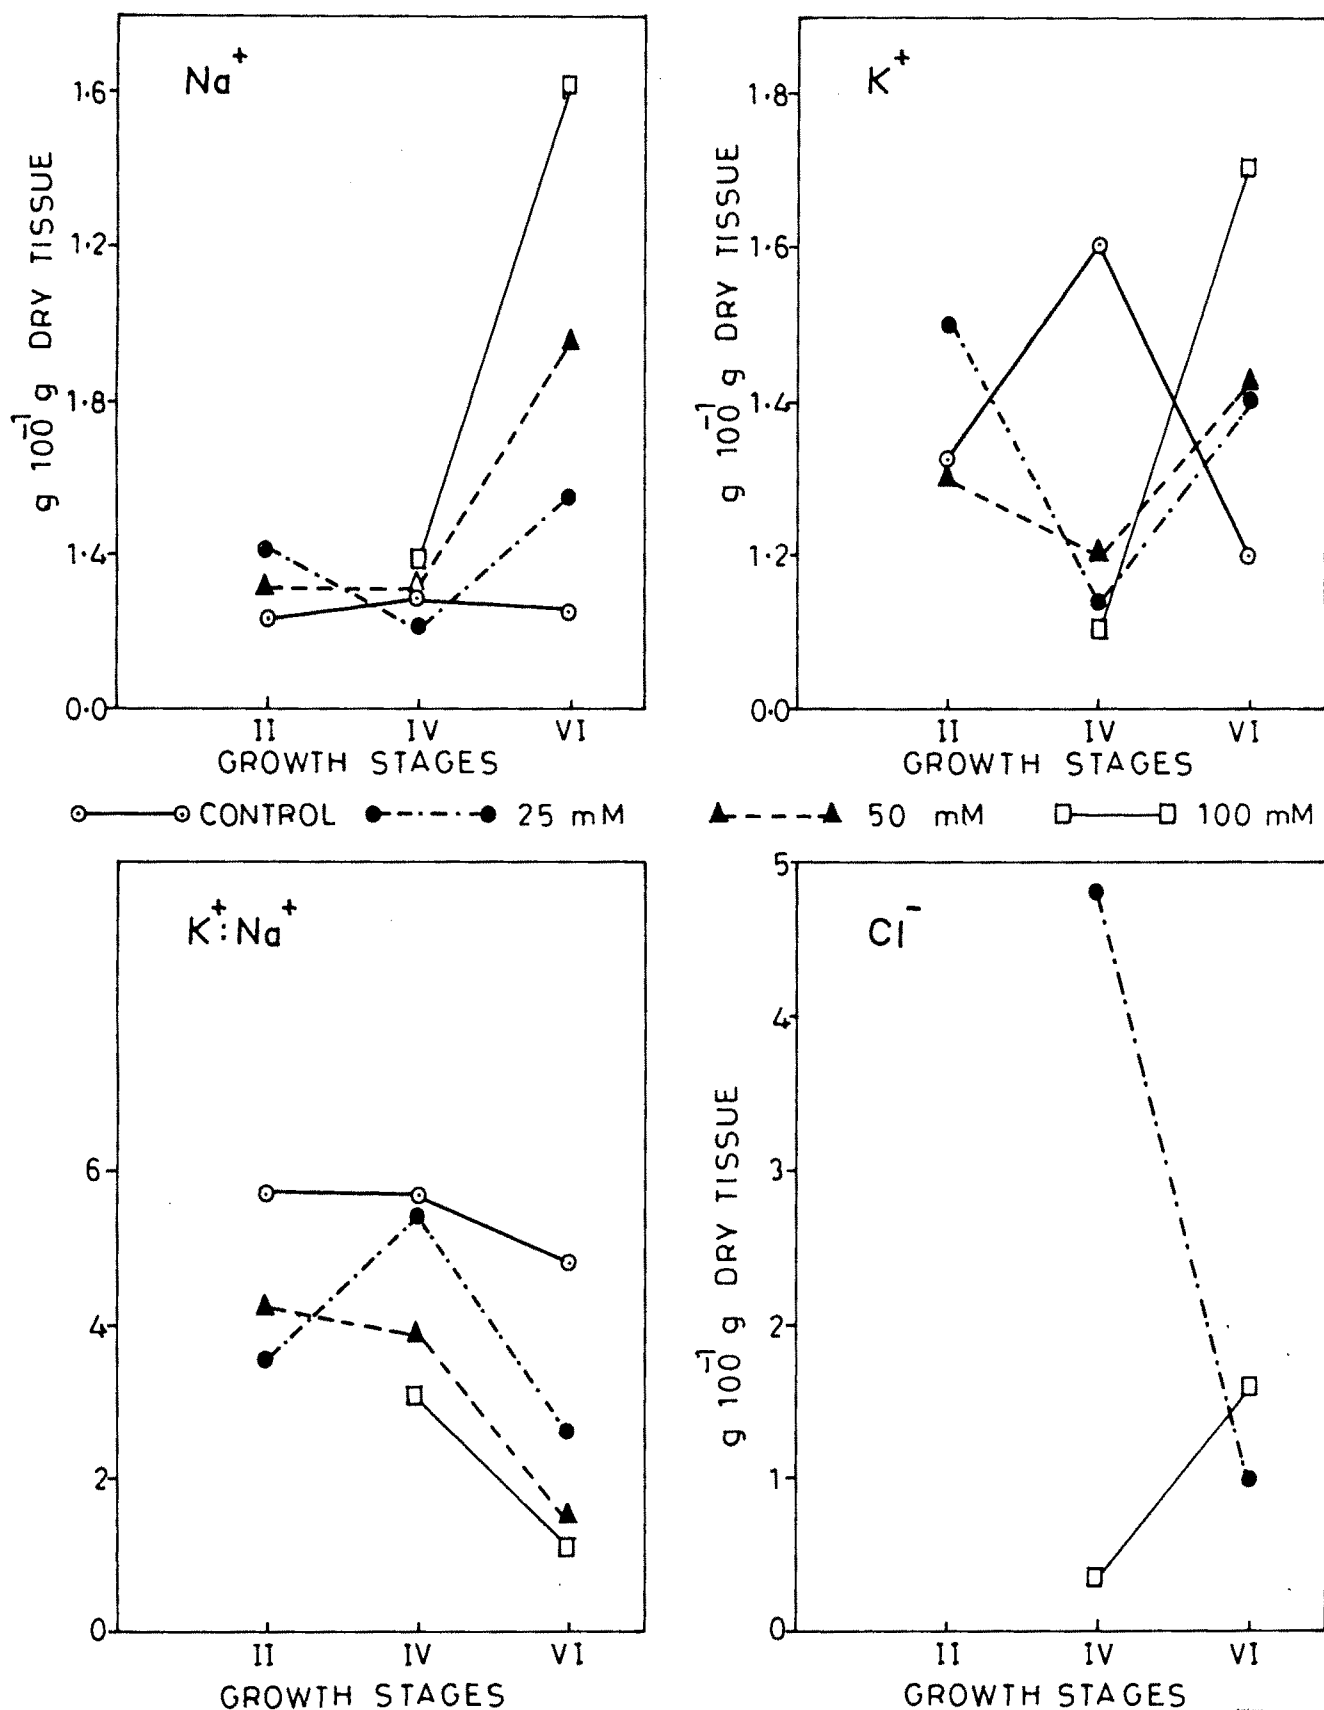 Na⁺
1.6
1.2
1.8
1.4
0.0
g 100⁻¹ g DRY TISSUE
II IV VI
GROWTH STAGES
K⁺
1.8
1.6
1.4
1.2
0.0
g 100⁻¹ g DRY TISSUE
II IV VI
GROWTH STAGES
CONTROL 25 mM 50 mM 100 mM
K⁺:Na⁺
6
4
2
0
II IV VI
GROWTH STAGES
Cl⁻
5
4
3
2
1
0
g 100⁻¹ g DRY TISSUE
II IV VI
GROWTH STAGES